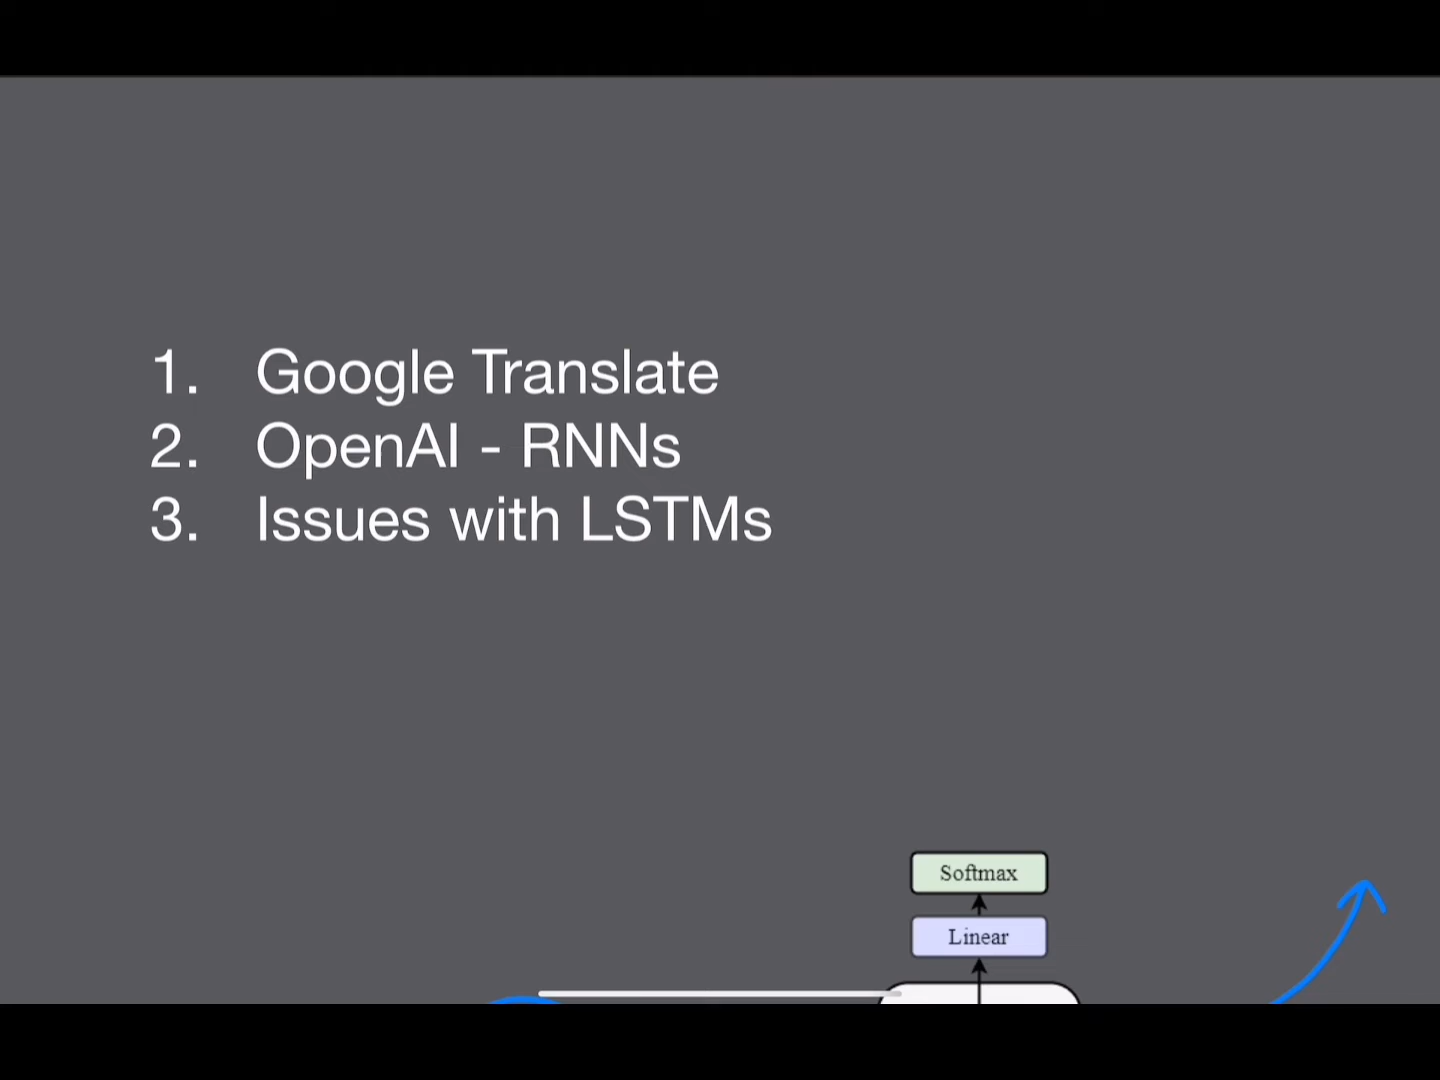 1. Google Translate
2. OpenAI - RNNs
3. Issues with LSTMs
Softmax
Linear